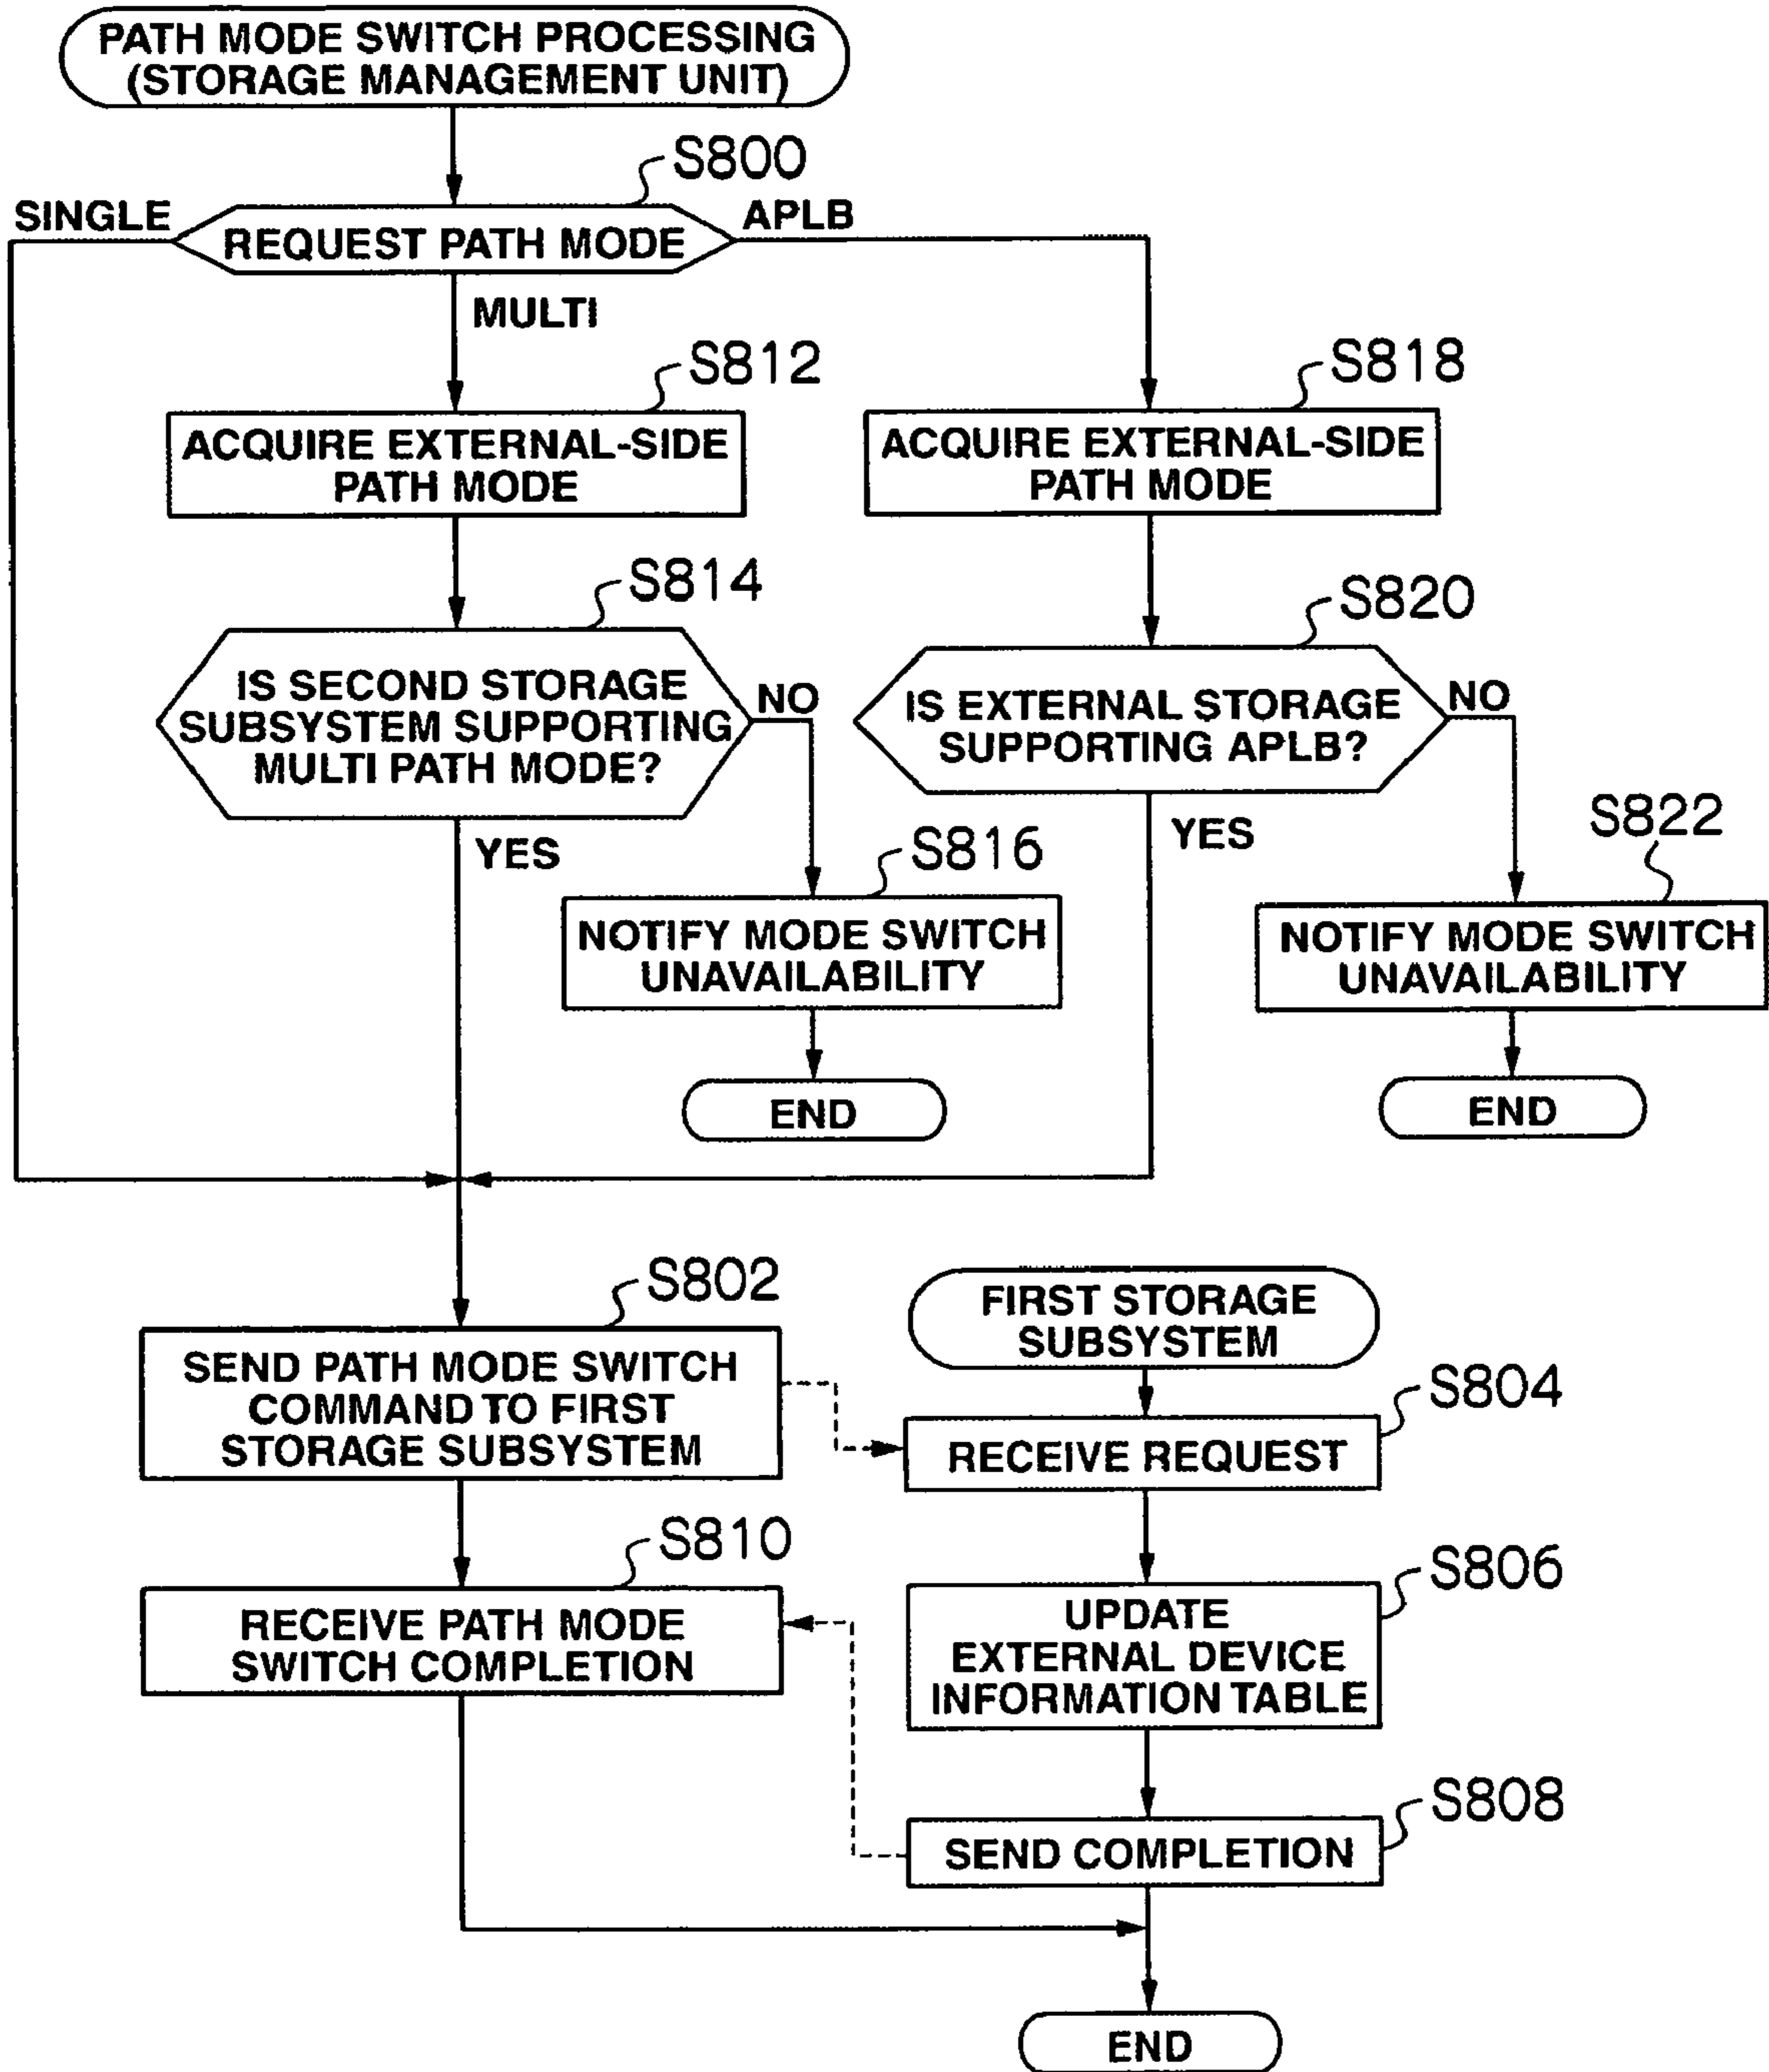 PATH MODE SWITCH PROCESSING
(STORAGE MANAGEMENT UNIT)
S800
SINGLE
REQUEST PATH MODE
APLB
MULTI
S812
ACQUIRE EXTERNAL-SIDE
PATH MODE
S818
ACQUIRE EXTERNAL-SIDE
PATH MODE
S814
IS SECOND STORAGE
SUBSYSTEM SUPPORTING
MULTI PATH MODE?
NO
YES
S820
IS EXTERNAL STORAGE
SUPPORTING APLB?
NO
YES
S816
NOTIFY MODE SWITCH
UNAVAILABILITY
END
S822
NOTIFY MODE SWITCH
UNAVAILABILITY
END
S802
SEND PATH MODE SWITCH
COMMAND TO FIRST
STORAGE SUBSYSTEM
FIRST STORAGE
SUBSYSTEM
S804
RECEIVE REQUEST
S810
RECEIVE PATH MODE
SWITCH COMPLETION
S806
UPDATE
EXTERNAL DEVICE
INFORMATION TABLE
S808
SEND COMPLETION
END